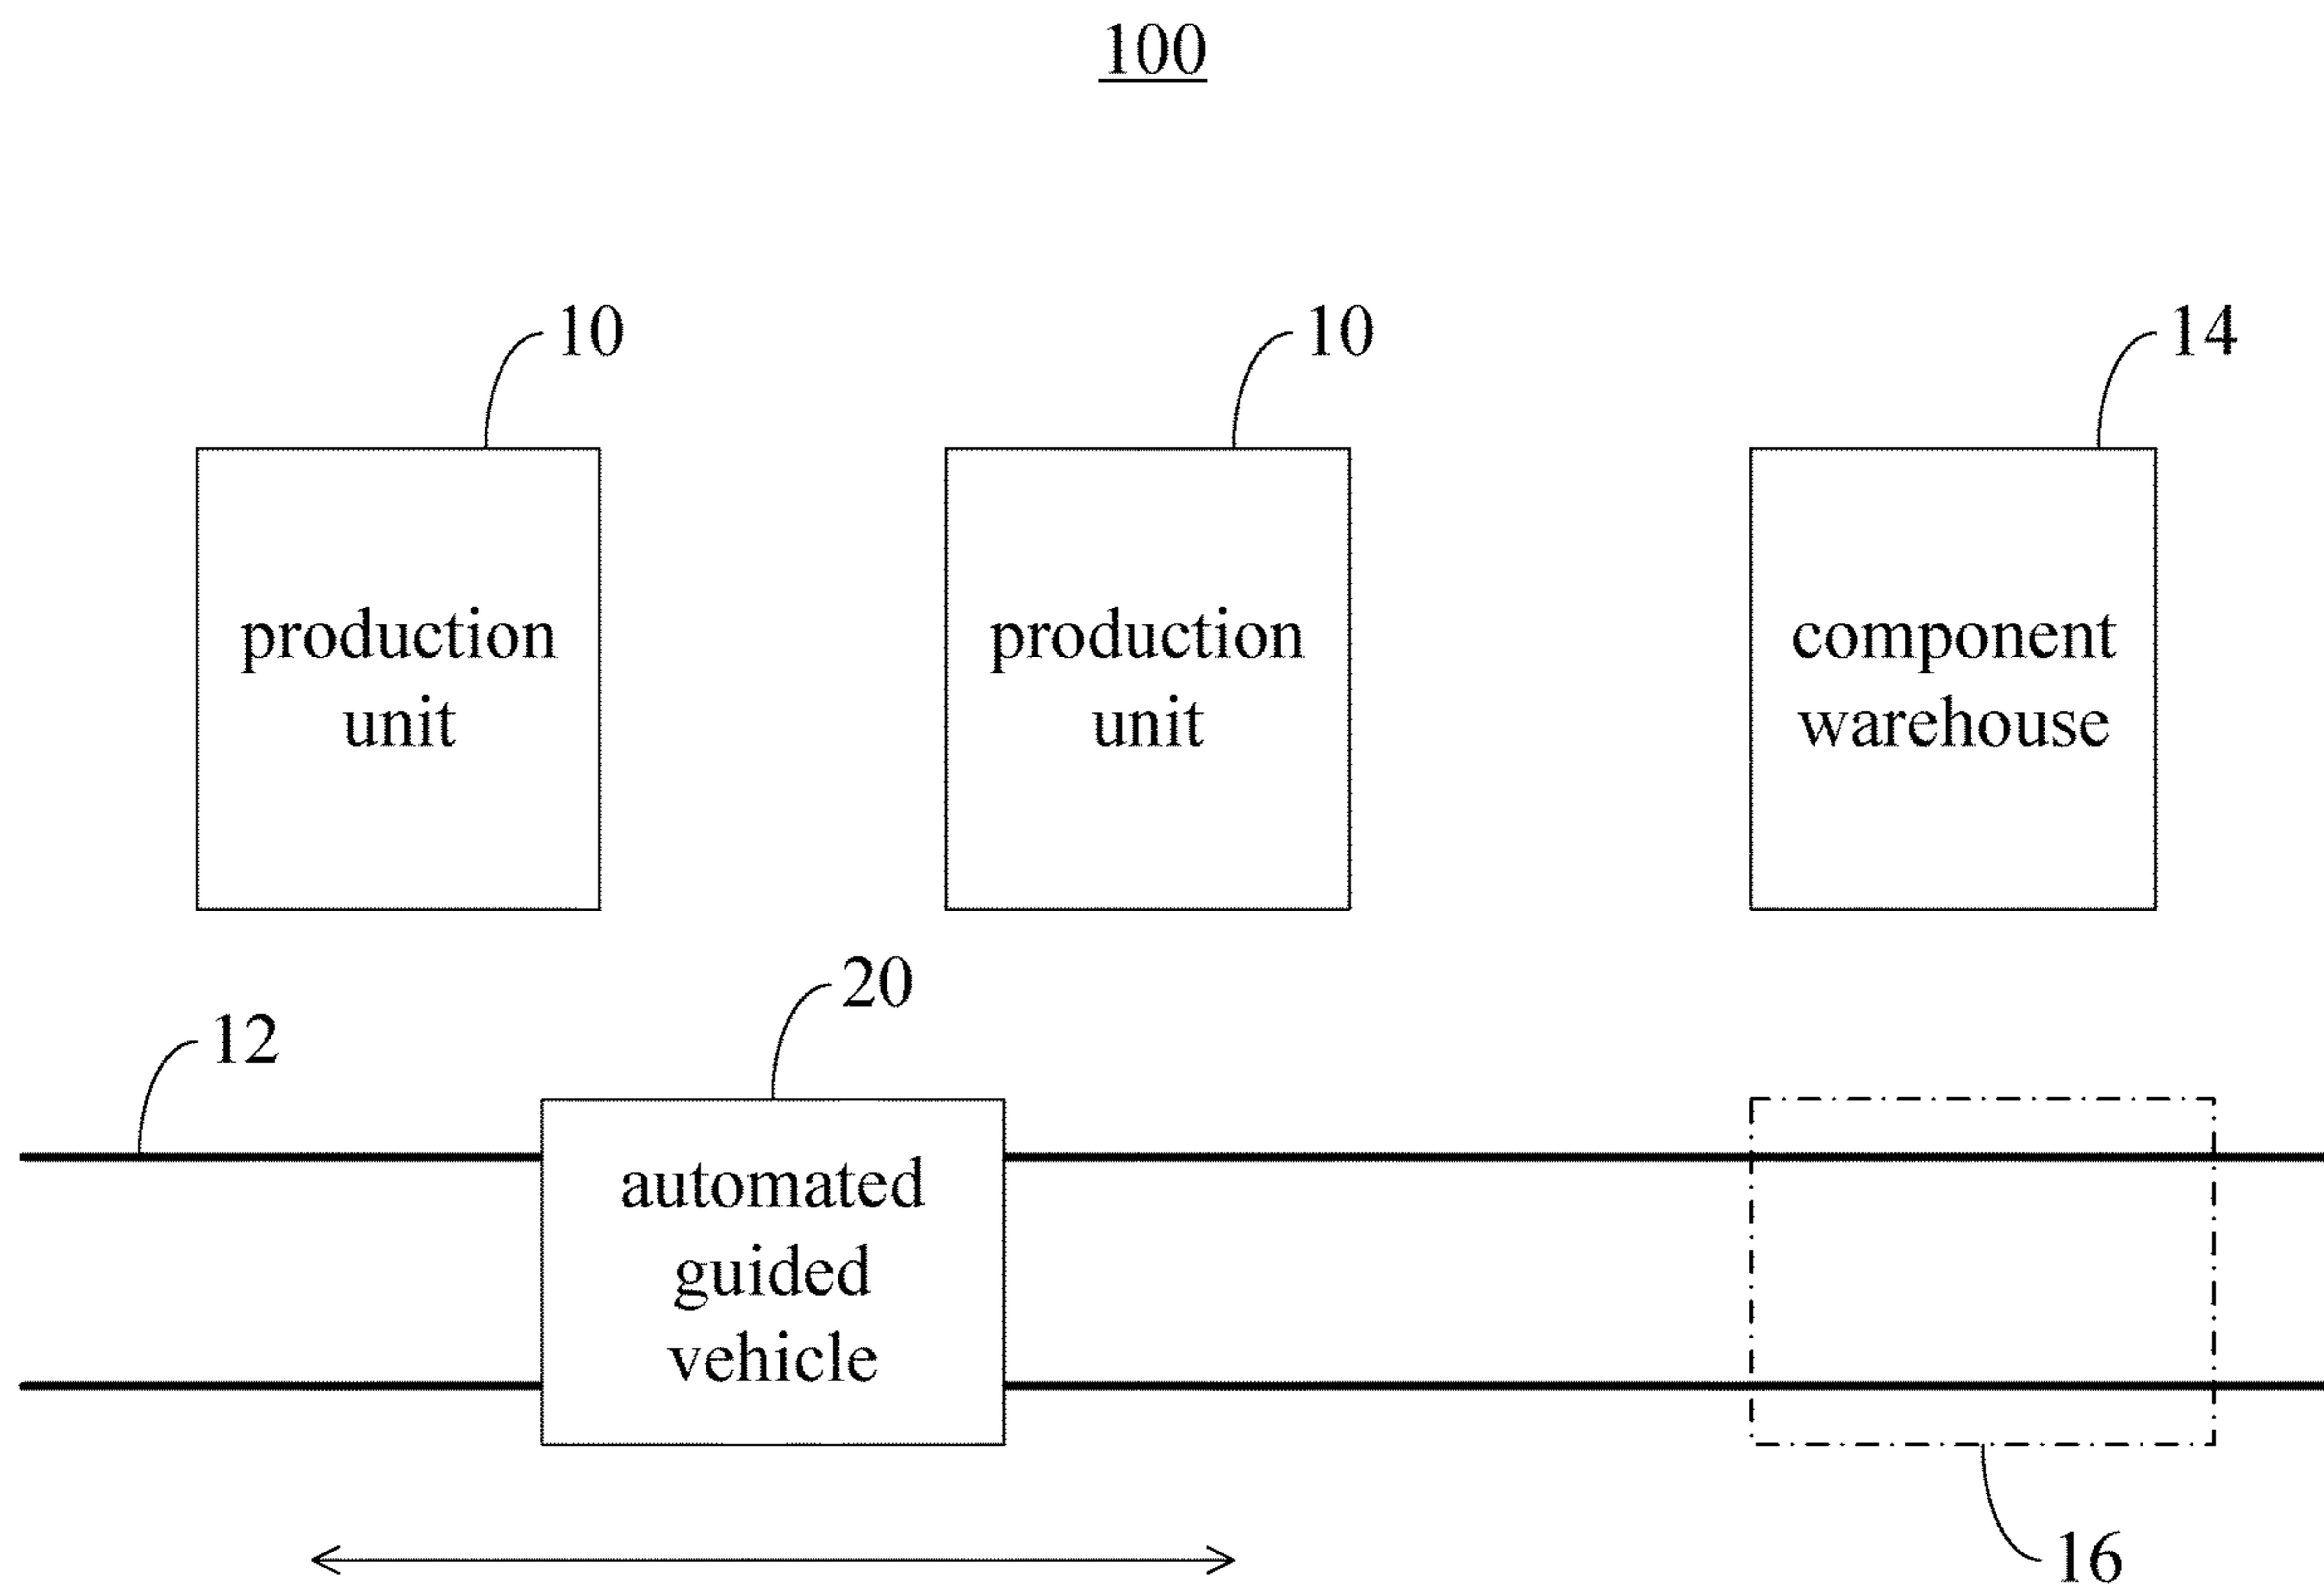 100
10
10
14
production
unit
production
unit
component
warehouse
20
12
automated
guided
vehicle
16